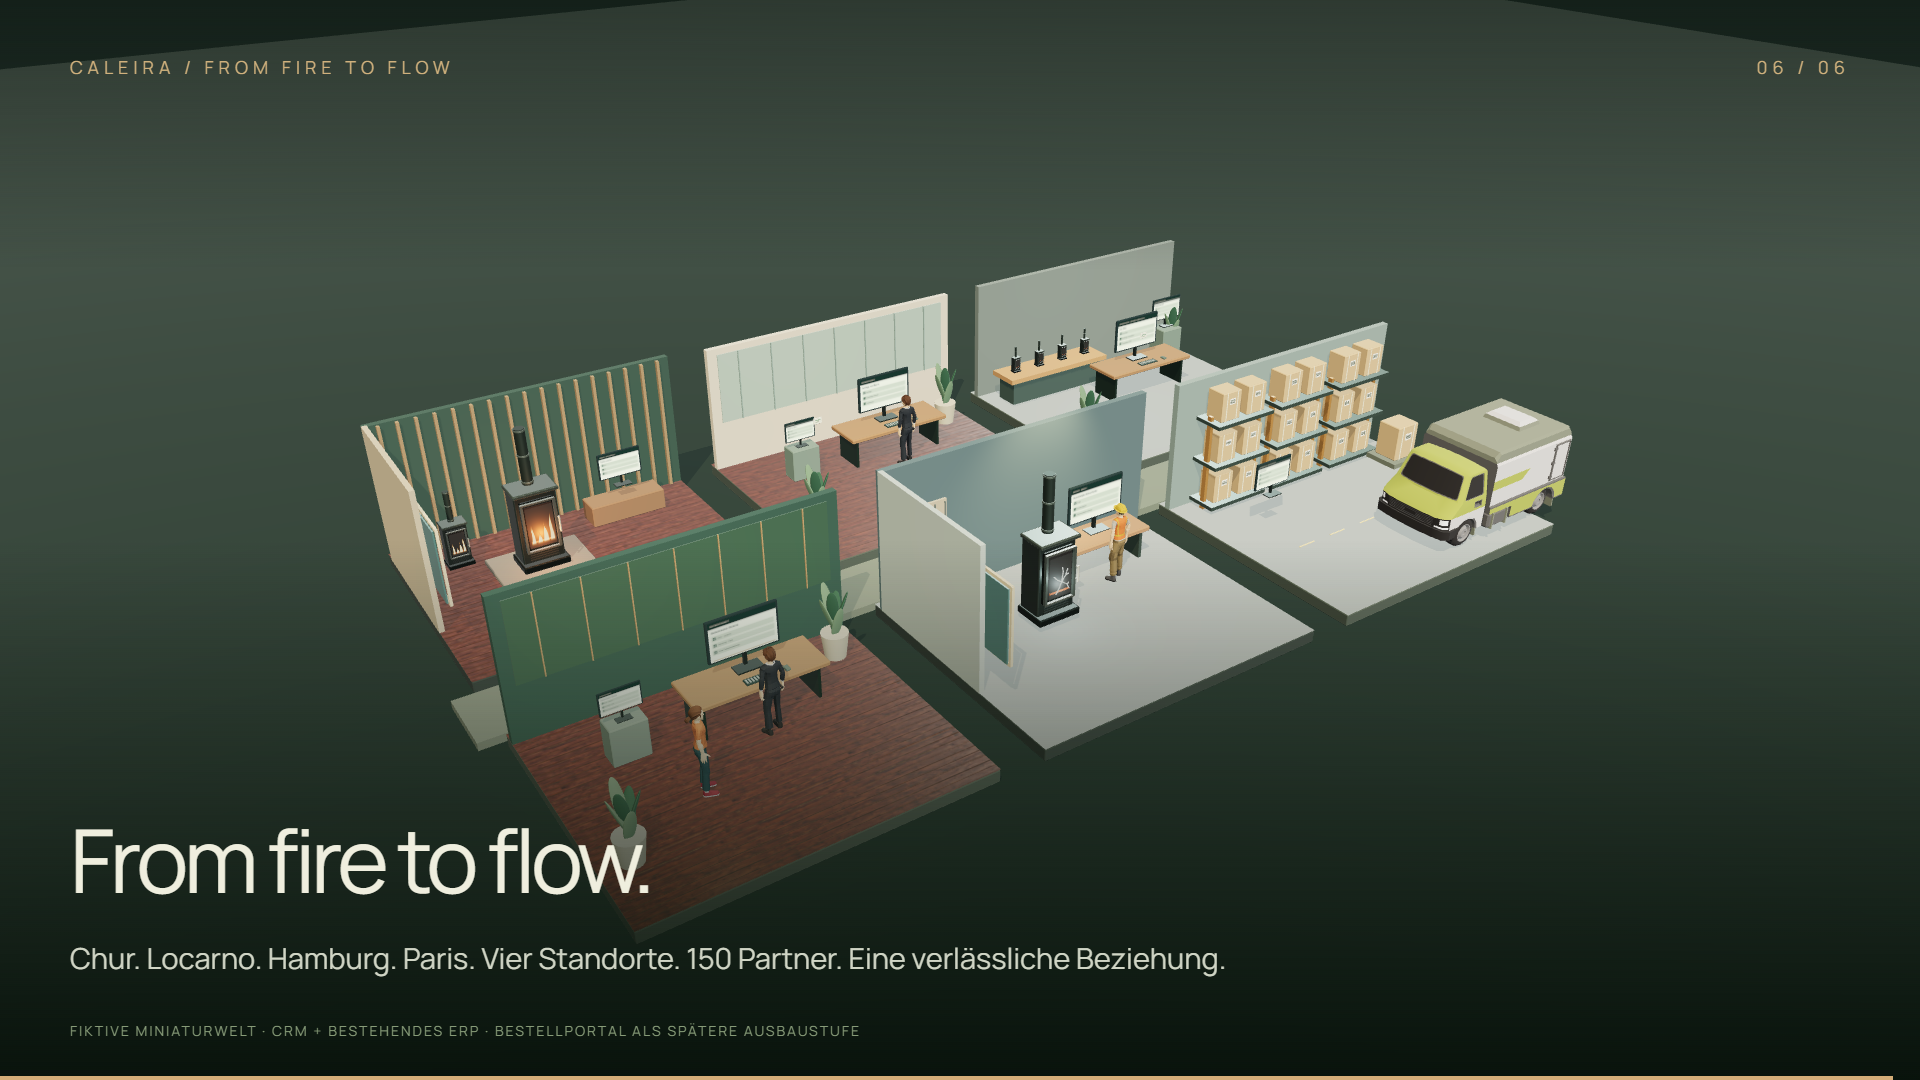 CALEIRA / FROM FIRE TO FLOW
06 / 06
From fire to flow.
Chur. Locarno. Hamburg. Paris. Vier Standorte. 150 Partner. Eine verlässliche Beziehung.
FIKTIVE MINIATURWELT · CRM + BESTEHENDES ERP · BESTELLPORTAL ALS SPÄTERE AUSBAUSTUFE